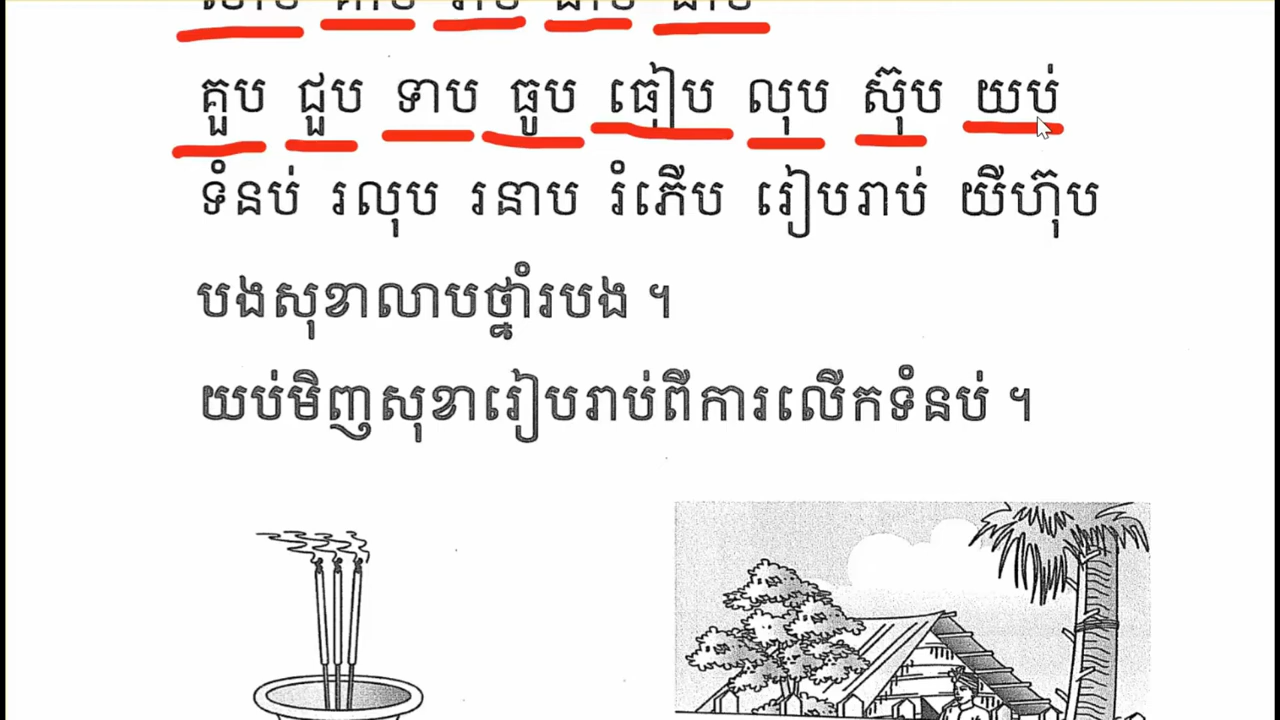 គួប ជួប ទាប ធូប ធៀប លុប ស៊ុប យប់
ទំនប់ រលុប រនាប រំភើប រៀបរាប់ យីហ៊ុប
បងសុខាលាបថ្នាំរបង ។
យប់មិញសុខារៀបរាប់ពីការលើកទំនប់ ។